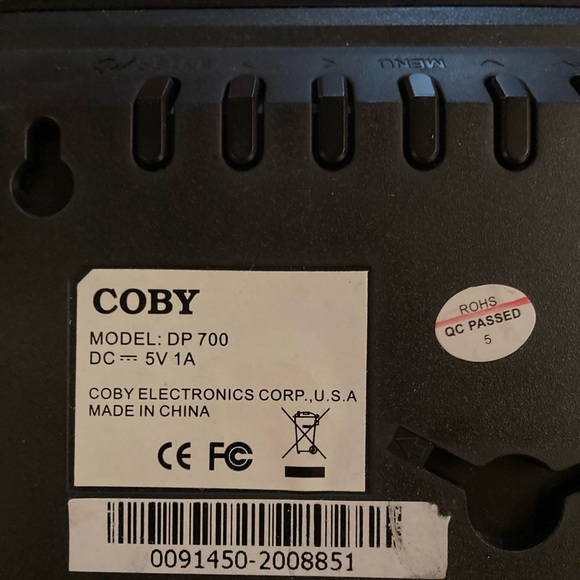 MENU
COBY
MODEL: DP 700
DC ⎓ 5V 1A
COBY ELECTRONICS CORP.,U.S.A
MADE IN CHINA
CE FC
ROHS
QC PASSED
5
0091450-2008851